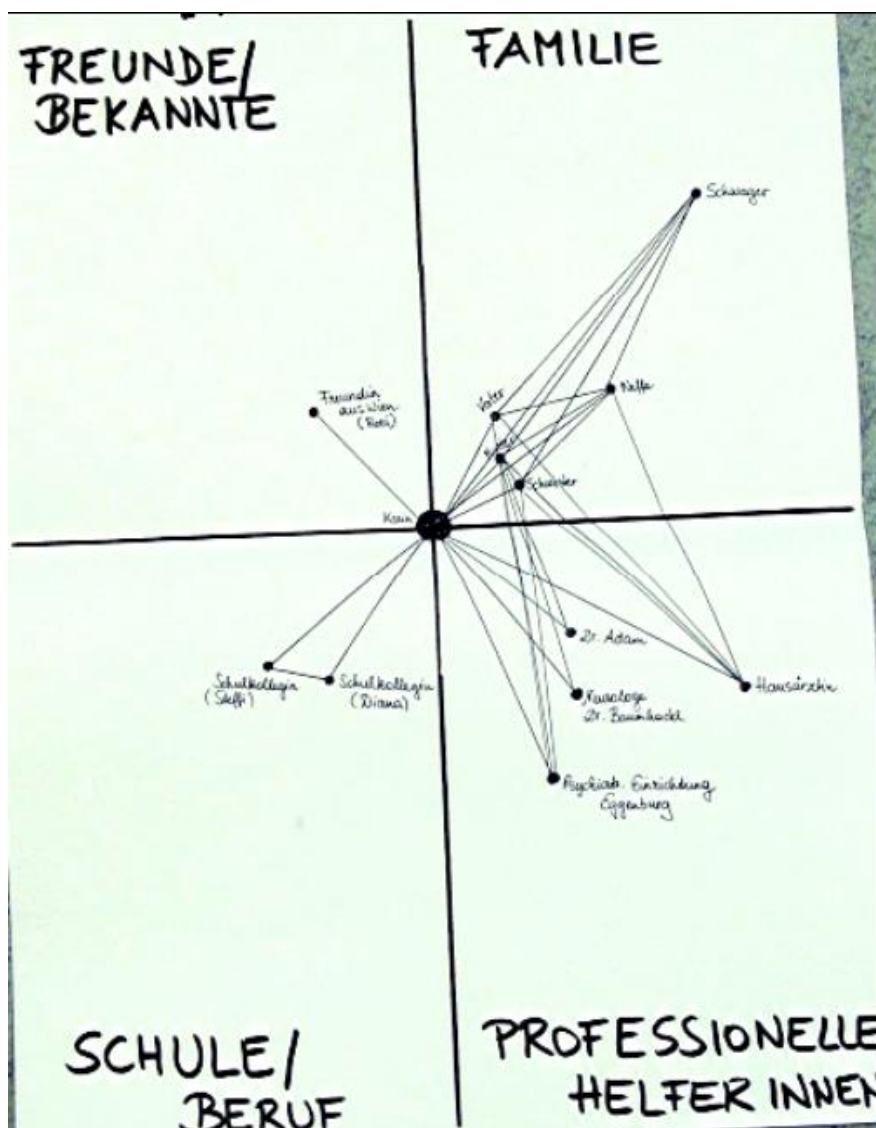 FREUNDE/
BEKANNTE
FAMILIE
Schwager
Neffe
Vater
Schwester
Freundin
aus Wien
(Resi)
Karin
Dr. Adam
Neurologe
Dr. Baumhackl
Hausärztin
Psychiatr. Einrichtung
Eggenburg
Schulkollegin
(Steffi)
Schulkollegin
(Diana)
SCHULE/
BERUF
PROFESSIONELLE
HELFER INNEN